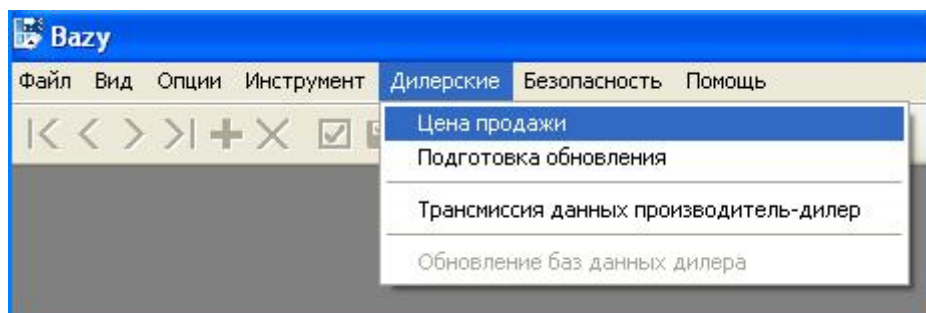 Bazy
Файл Вид Опции Инструмент Дилерские Безопасность Помощь
Цена продажи
Подготовка обновления
Трансмиссия данных производитель-дилер
Обновление баз данных дилера